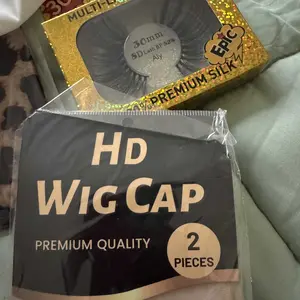 MULTI-L
30mm
EPIC
PREMIUM SILK
HD
WIG CAP
PREMIUM QUALITY
2
PIECES